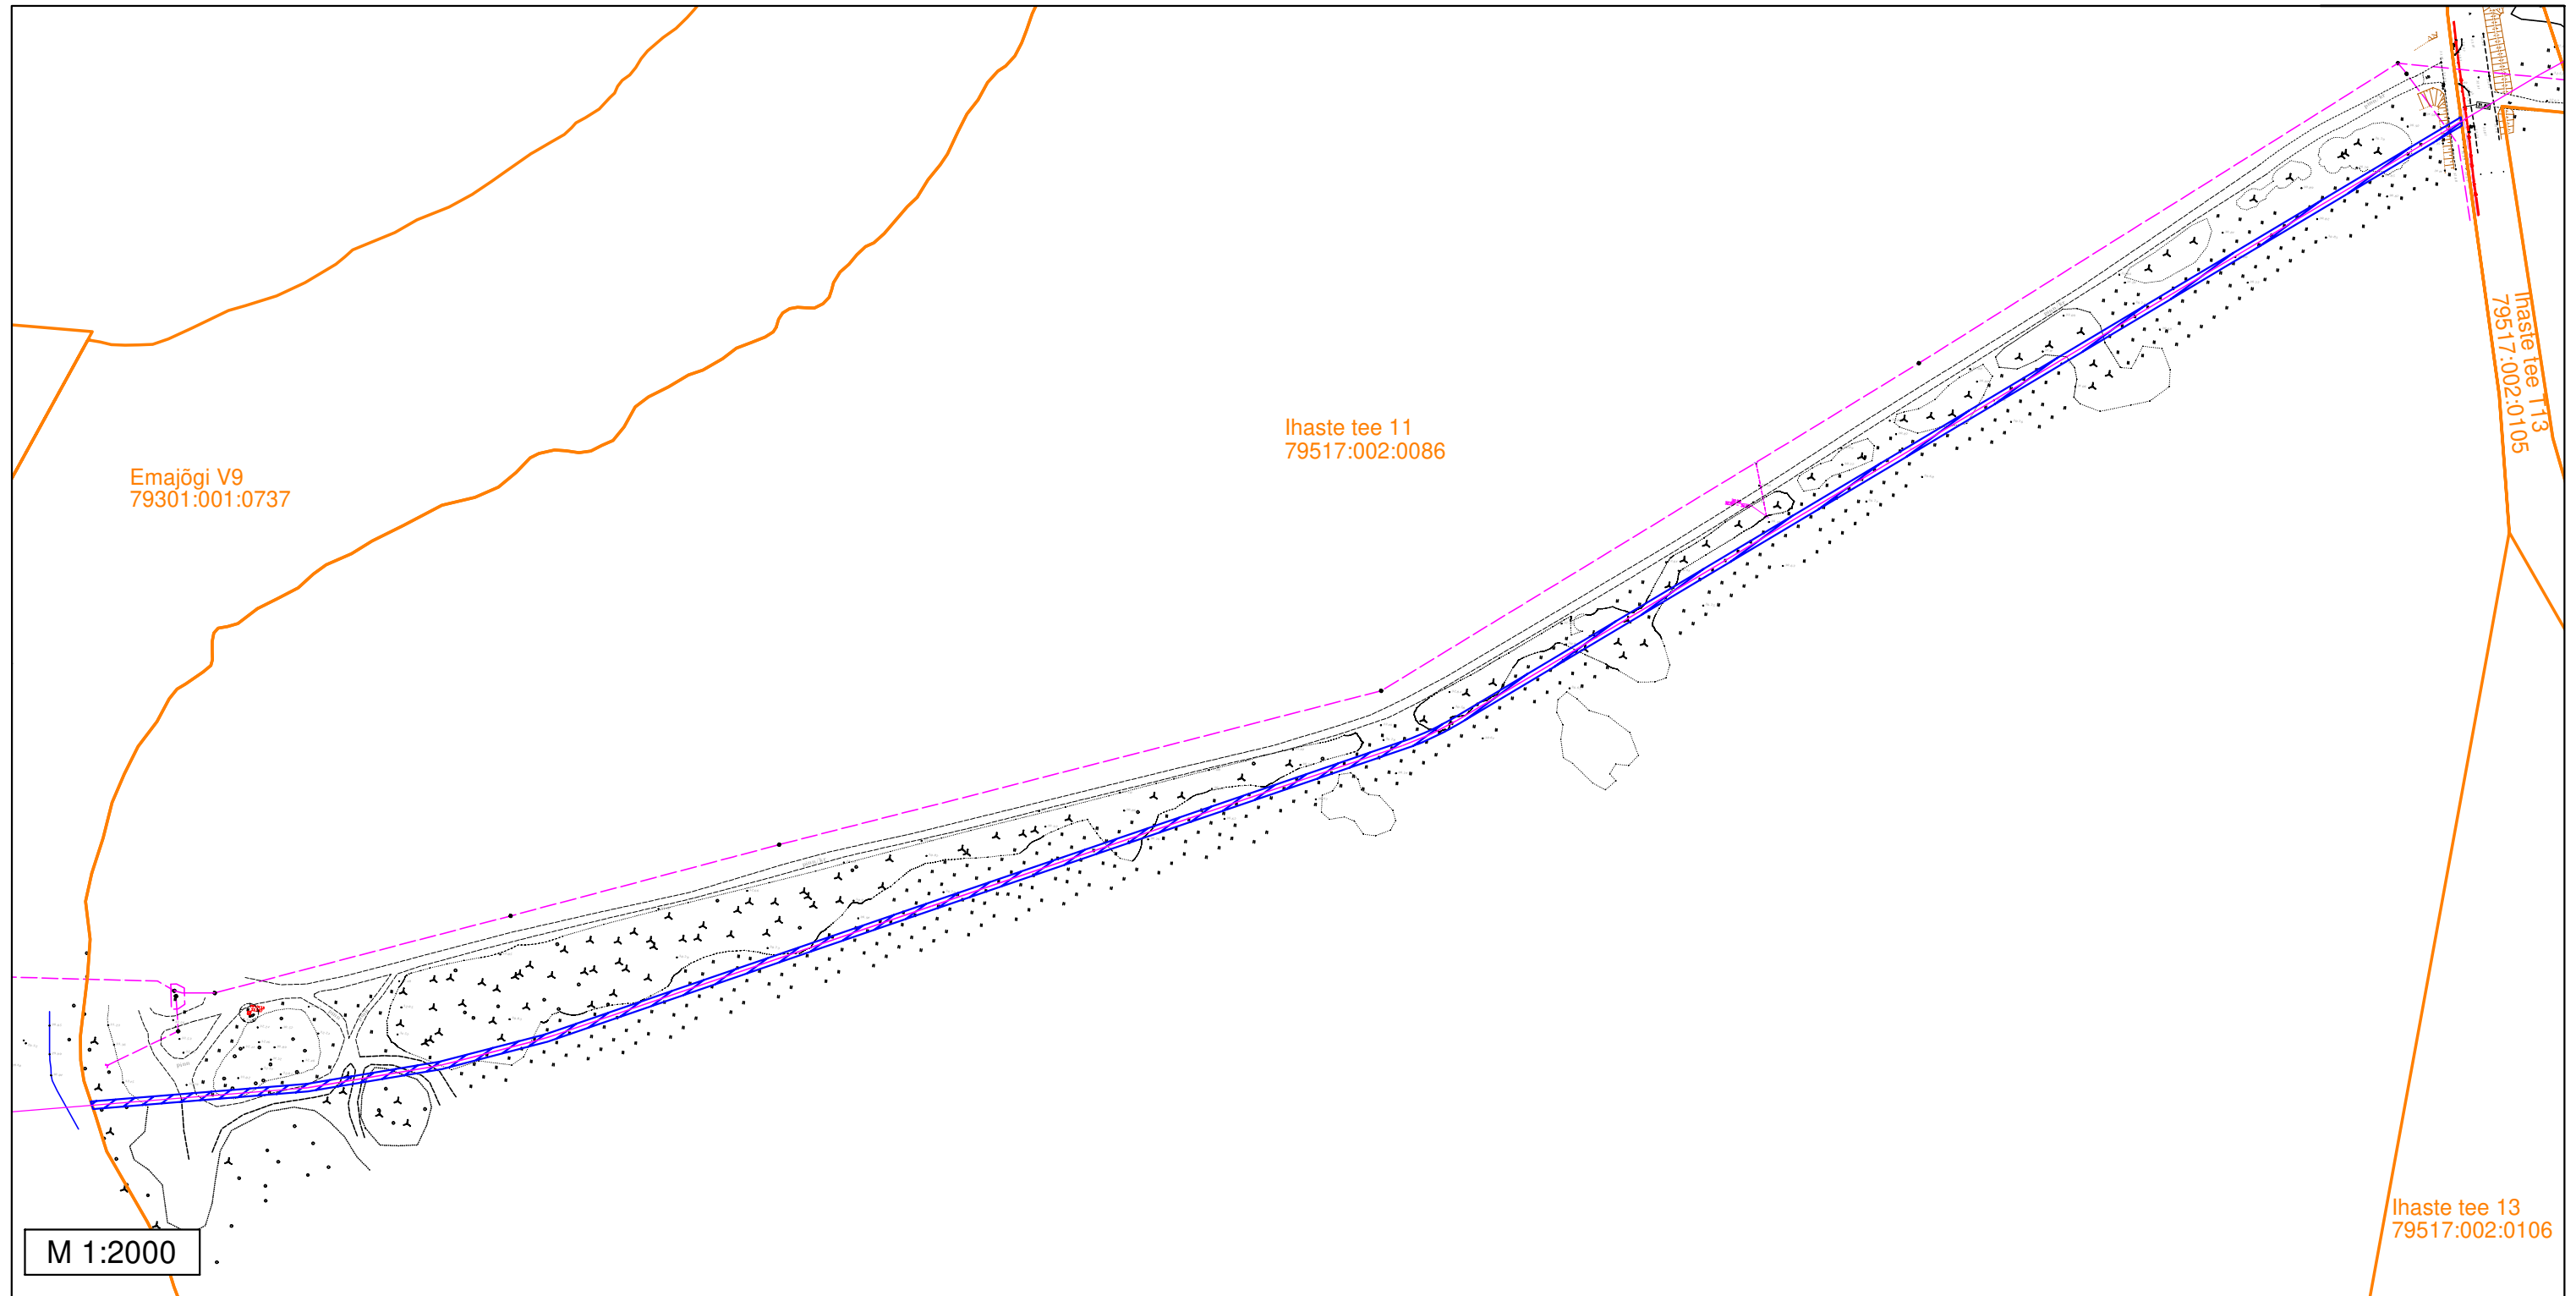 Ihaste tee T13
79517:002:0105
Ihaste tee 11
79517:002:0086
Emajõgi V9
79301:001:0737
Ihaste tee 13
79517:002:0106
M 1:2000